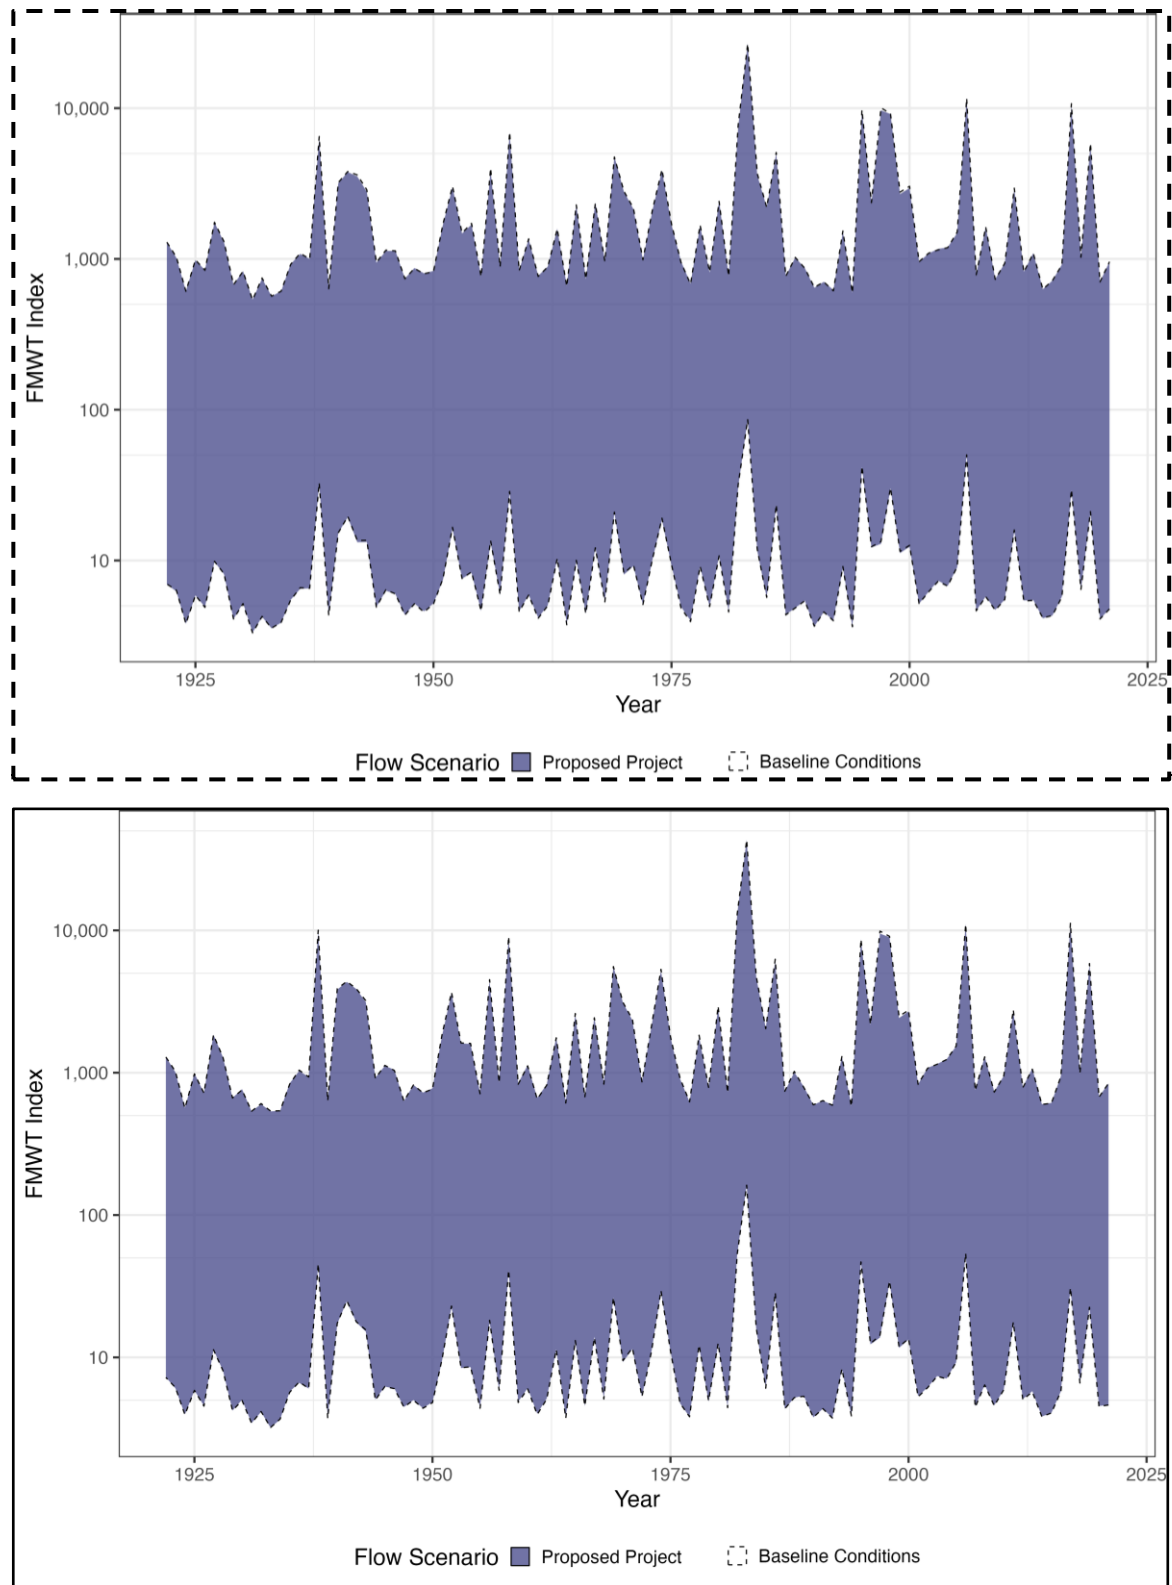 10,000
1,000
100
10
FMWT Index
1925 1950 1975 2000 2025
Year
Flow Scenario Proposed Project Baseline Conditions
10,000
1,000
100
10
FMWT Index
1925 1950 1975 2000 2025
Year
Flow Scenario Proposed Project Baseline Conditions